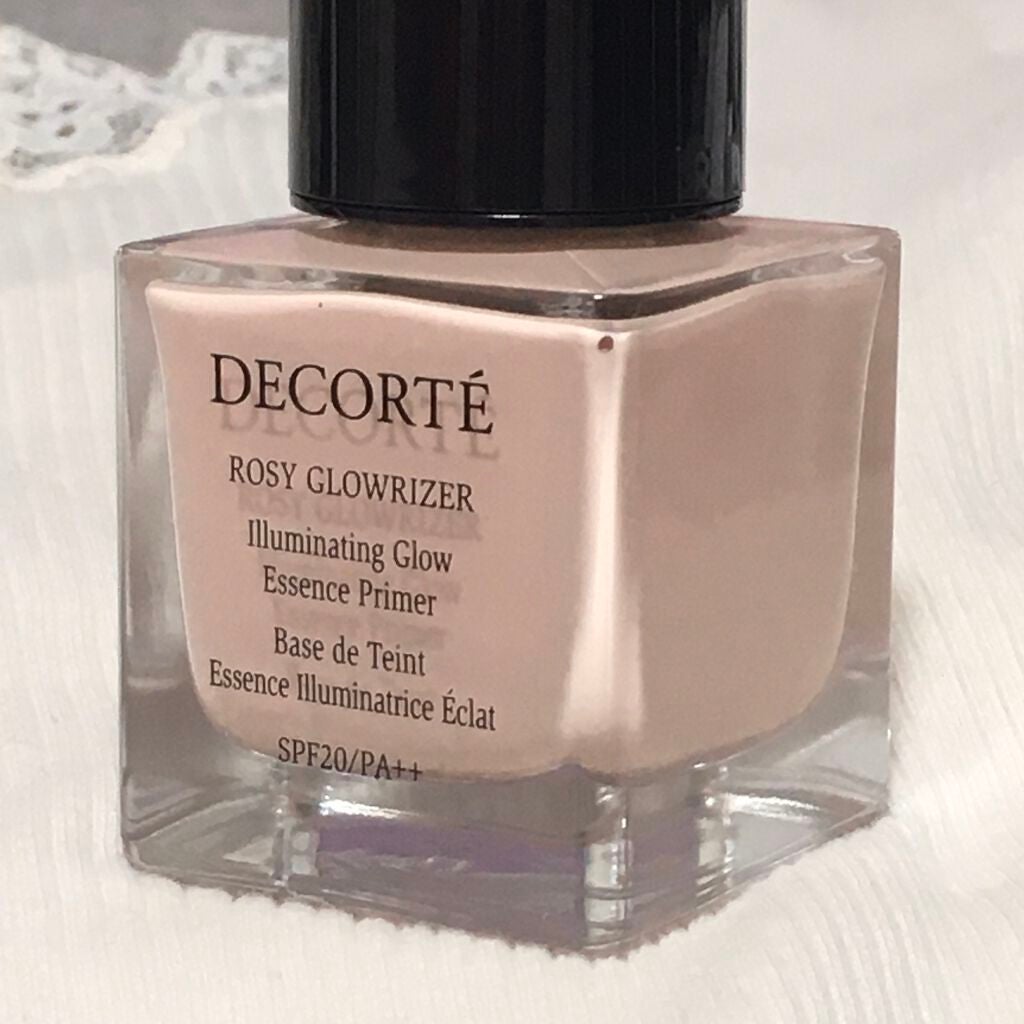 DECORTÉ
ROSY GLOWRIZER
Illuminating Glow
Essence Primer
Base de Teint
Essence Illuminatrice Éclat
SPF20/PA++